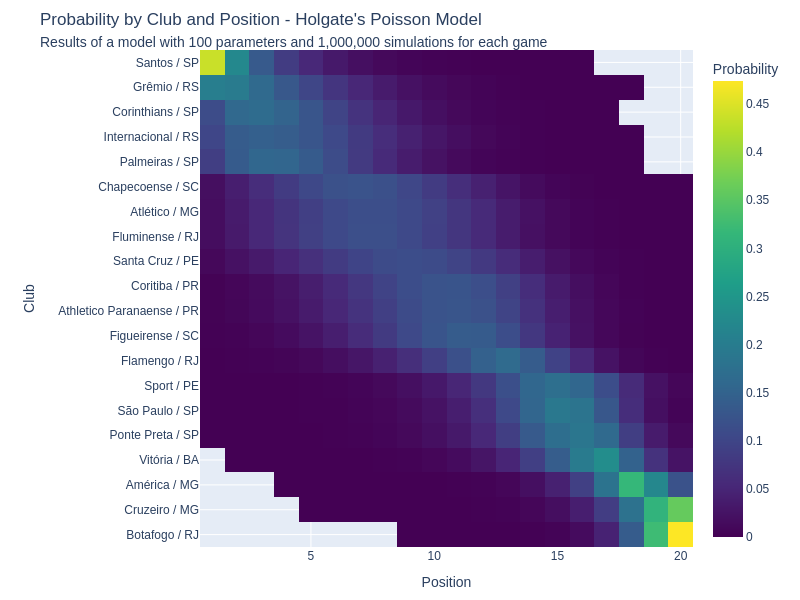 Probability by Club and Position - Holgate's Poisson Model
Results of a model with 100 parameters and 1,000,000 simulations for each game
Probability
Santos / SP
Grêmio / RS
Corinthians / SP
Internacional / RS
Palmeiras / SP
Chapecoense / SC
Atlético / MG
Fluminense / RJ
Santa Cruz / PE
Coritiba / PR
Athletico Paranaense / PR
Figueirense / SC
Flamengo / RJ
Sport / PE
São Paulo / SP
Ponte Preta / SP
Vitória / BA
América / MG
Cruzeiro / MG
Botafogo / RJ
Club
5
10
15
20
Position
0.45
0.4
0.35
0.3
0.25
0.2
0.15
0.1
0.05
0